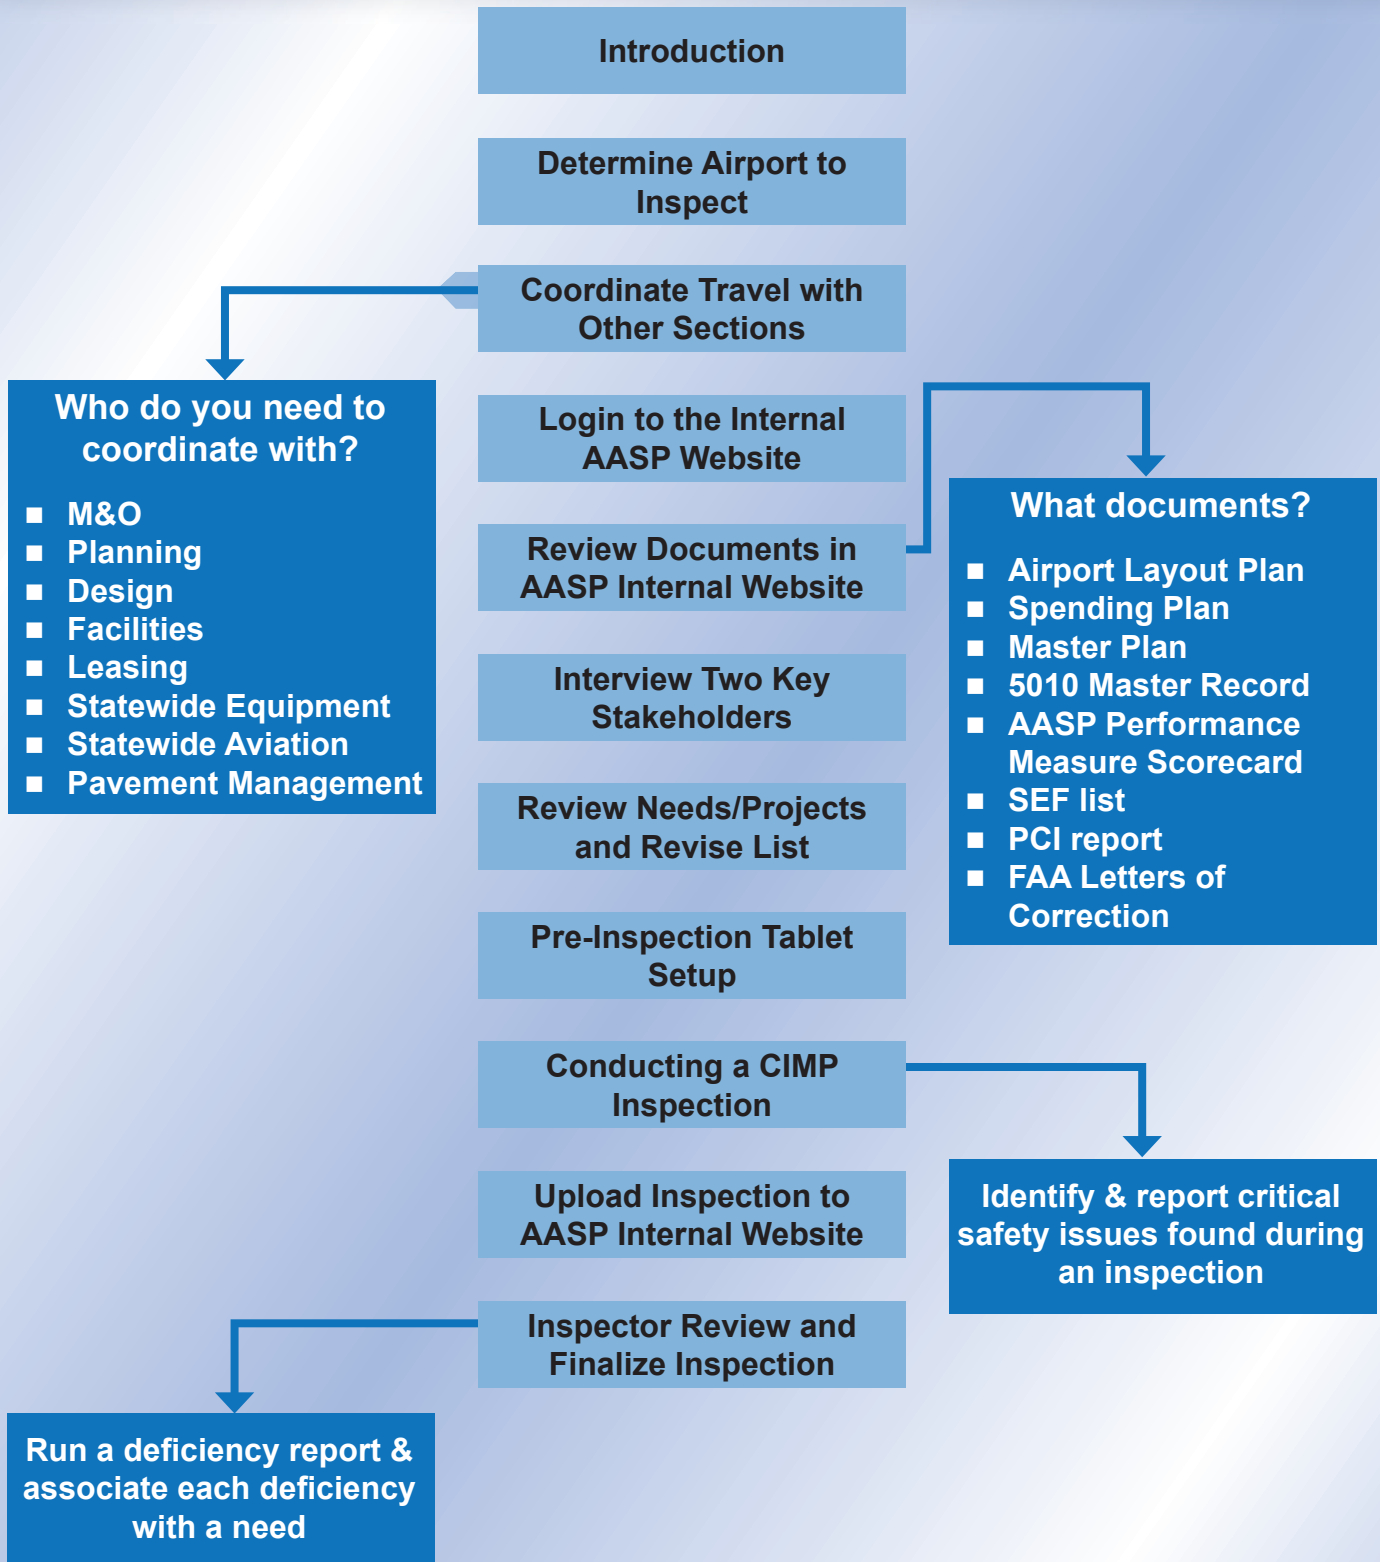 Introduction
Determine Airport to
Inspect
Coordinate Travel with
Other Sections
Who do you need to
coordinate with?
■ M&O
■ Planning
■ Design
■ Facilities
■ Leasing
■ Statewide Equipment
■ Statewide Aviation
■ Pavement Management
Login to the Internal
AASP Website
Review Documents in
AASP Internal Website
What documents?
■ Airport Layout Plan
■ Spending Plan
■ Master Plan
■ 5010 Master Record
■ AASP Performance
Measure Scorecard
■ SEF list
■ PCI report
■ FAA Letters of
Correction
Interview Two Key
Stakeholders
Review Needs/Projects
and Revise List
Pre-Inspection Tablet
Setup
Conducting a CIMP
Inspection
Identify & report critical
safety issues found during
an inspection
Upload Inspection to
AASP Internal Website
Inspector Review and
Finalize Inspection
Run a deficiency report &
associate each deficiency
with a need